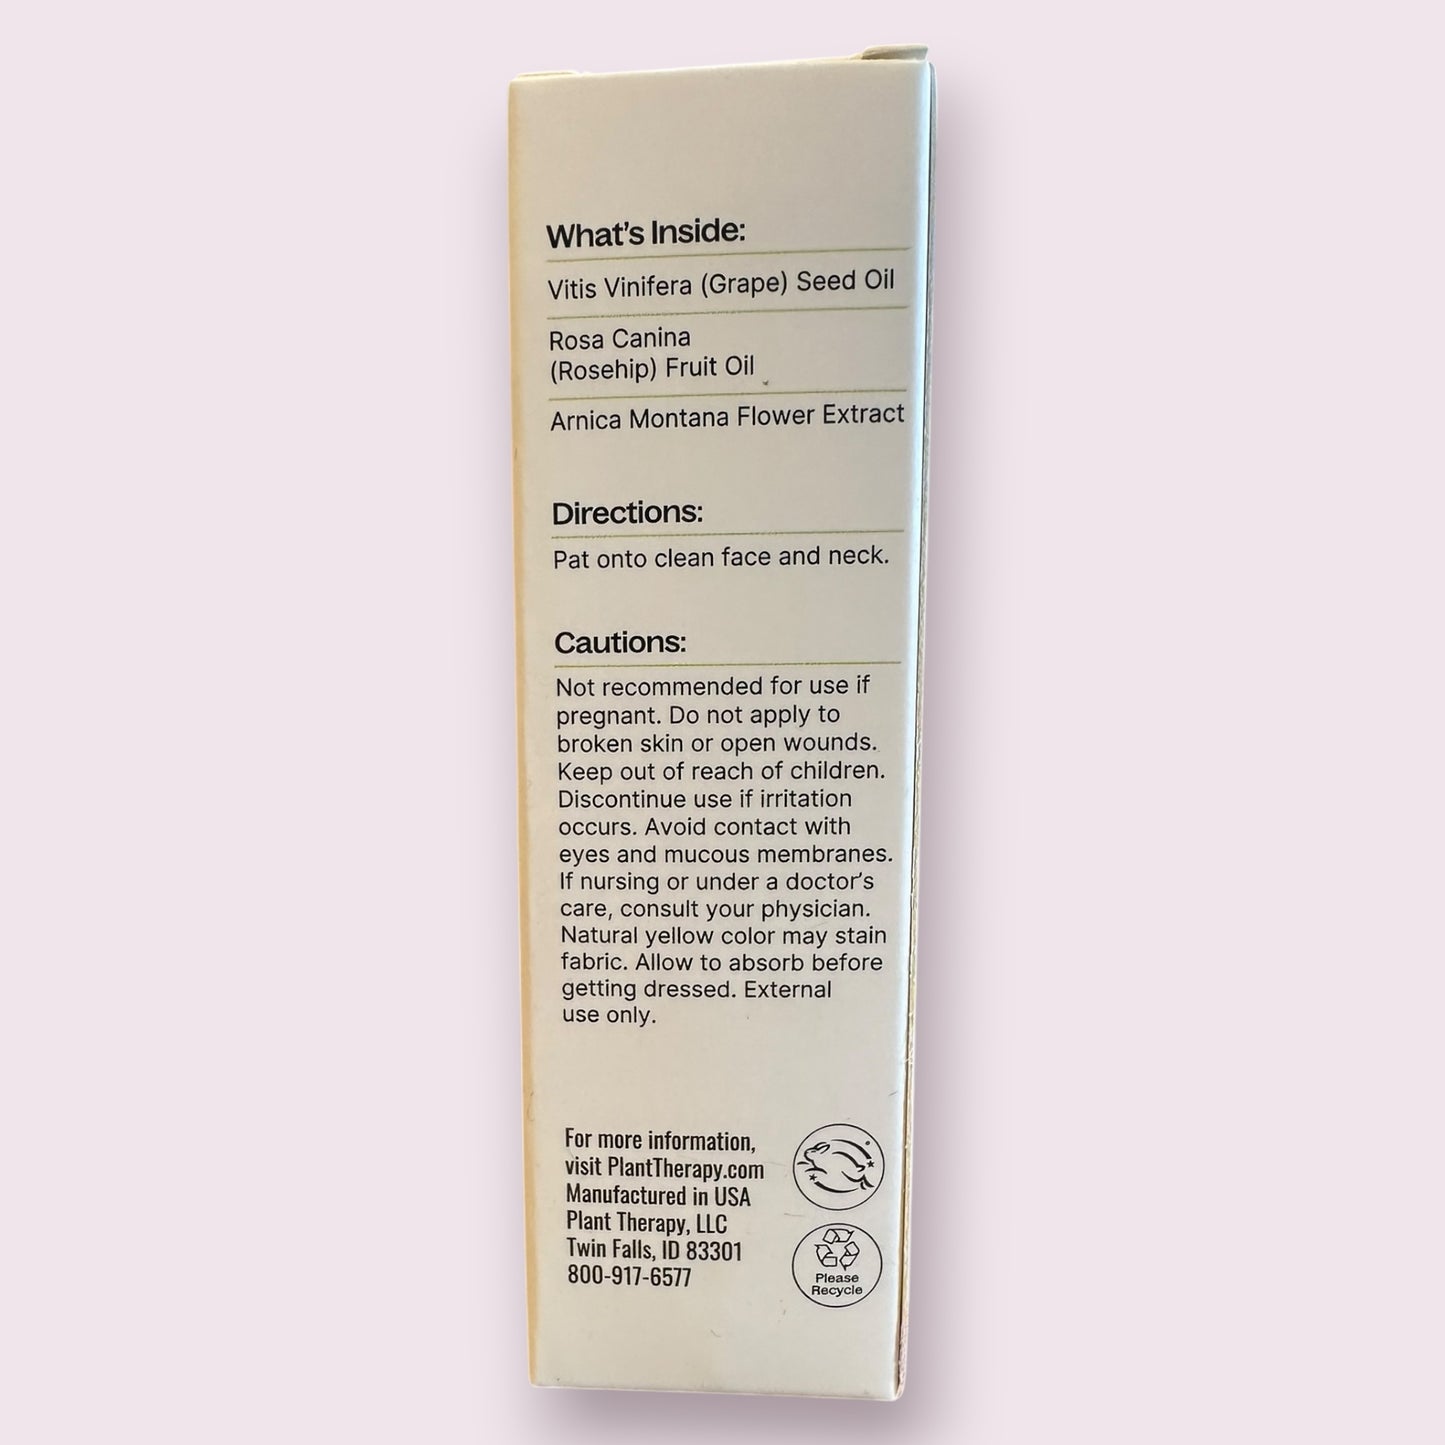 What's Inside:
Vitis Vinifera (Grape) Seed Oil
Rosa Canina
(Rosehip) Fruit Oil
Arnica Montana Flower Extract
Directions:
Pat onto clean face and neck.
Cautions:
Not recommended for use if
pregnant. Do not apply to
broken skin or open wounds.
Keep out of reach of children.
Discontinue use if irritation
occurs. Avoid contact with
eyes and mucous membranes.
If nursing or under a doctor's
care, consult your physician.
Natural yellow color may stain
fabric. Allow to absorb before
getting dressed. External
use only.
For more information,
visit PlantTherapy.com
Manufactured in USA
Plant Therapy, LLC
Twin Falls, ID 83301
800-917-6577
Please
Recycle